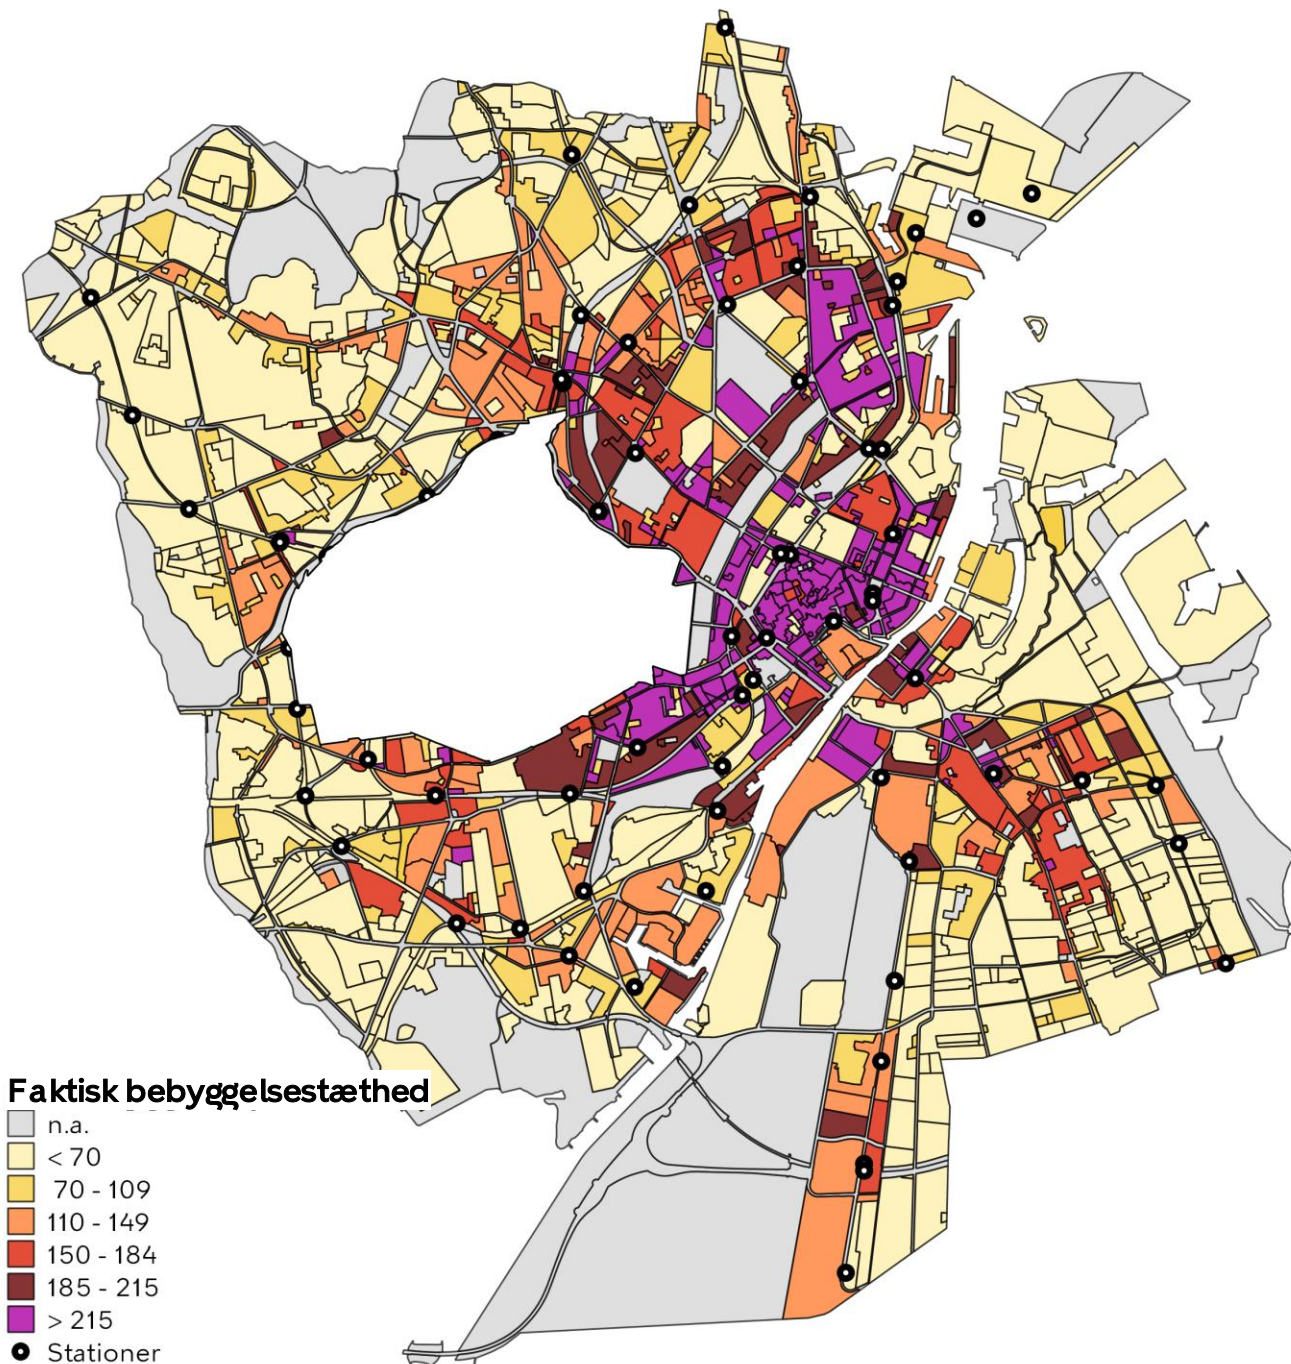 Faktisk bebyggelsestæthed
n.a.
< 70
70 - 109
110 - 149
150 - 184
185 - 215
> 215
Stationer